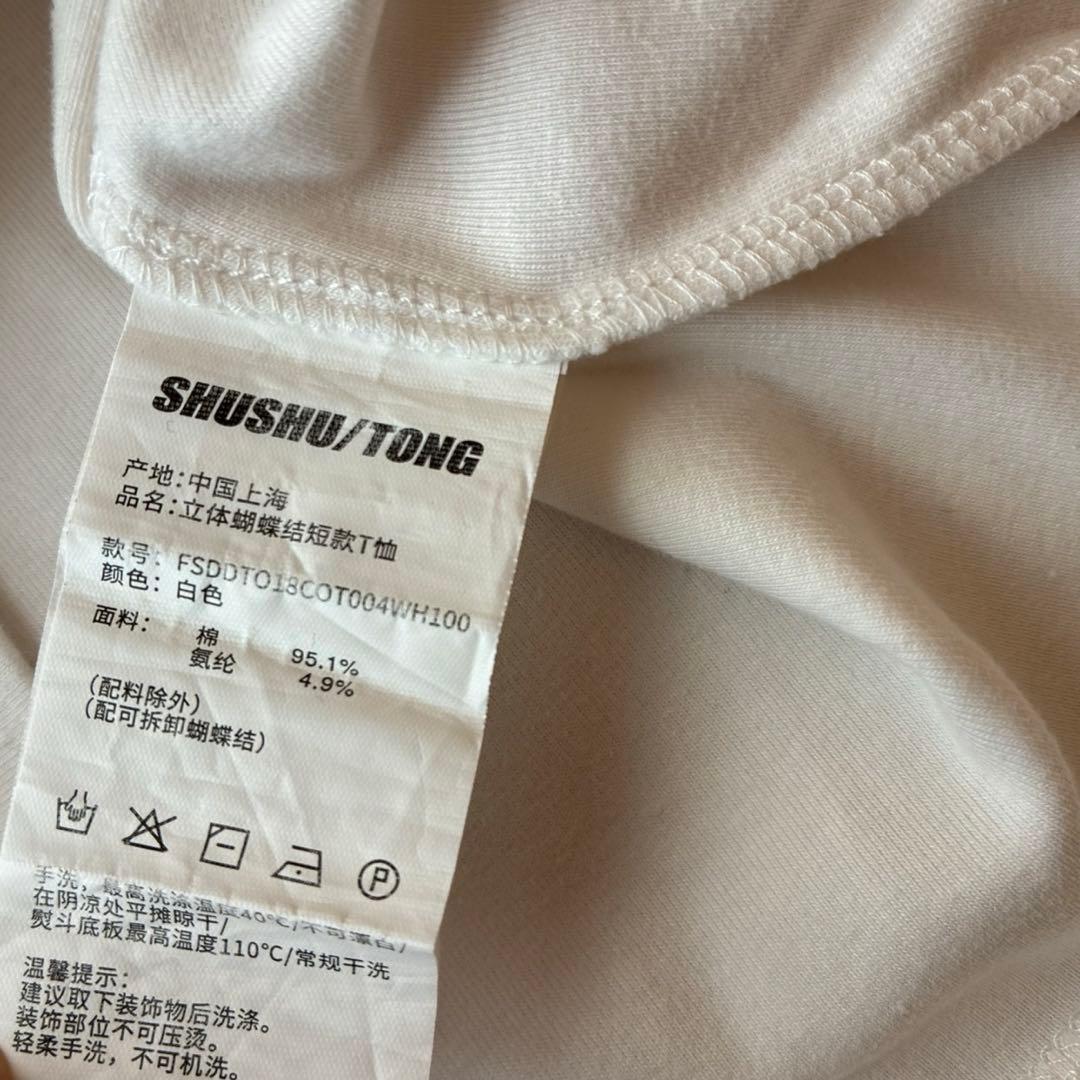 SHUSHU/TONG
产地:中国上海
品名:立体蝴蝶结短款T恤
款号: FSDDTO18COT004WH100
颜色: 白色
面料: 棉 95.1%
氨纶 4.9%
(配料除外)
(配可拆卸蝴蝶结)
P
手洗，最高洗涤温度40℃/不可漂白/
在阴凉处平摊晾干/
熨斗底板最高温度110℃/常规干洗
温馨提示:
建议取下装饰物后洗涤。
装饰部位不可压烫。
轻柔手洗，不可机洗。